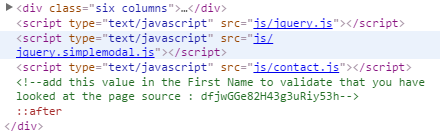 ▶<div class="six columns">…</div>
<script type="text/javascript" src="js/jquery.js"></script>
<script type="text/javascript" src="js/
jquery.simplemodal.js"></script>
<script type="text/javascript" src="js/contact.js"></script>
<!--add this value in the First Name to validate that you have
looked at the page source : dfjwGGe82H43g3uRiy53h-->
::after
</div>